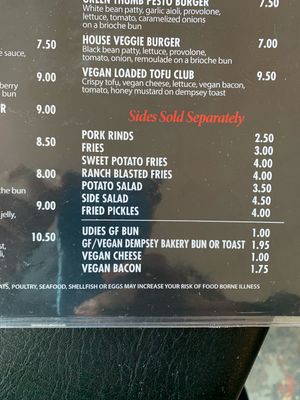 GREEN THUMB PESTO BURGER 7.50
White bean patty, garlic aioli, provolone,
lettuce, tomato, caramelized onions
on a brioche bun
7.50 HOUSE VEGGIE BURGER 7.00
sauce, Black bean patty, lettuce, provolone,
tomato, onion, remoulade on a brioche bun
9.00 VEGAN LOADED TOFU CLUB 9.50
Crispy tofu, vegan cheese, lettuce, vegan bacon,
bun tomato, honey mustard on dempsey toast
9.00 Sides Sold Separately
8.50 PORK RINDS 2.50
FRIES 3.00
SWEET POTATO FRIES 4.00
8.00 RANCH BLASTED FRIES 4.00
bun POTATO SALAD 3.50
9.00 SIDE SALAD 4.50
jelly, FRIED PICKLES 4.00
10.50 UDIES GF BUN 1.00
GF/VEGAN DEMPSEY BAKERY BUN OR TOAST 1.95
VEGAN CHEESE 1.00
VEGAN BACON 1.75
POULTRY, SEAFOOD, SHELLFISH OR EGGS MAY INCREASE YOUR RISK OF FOOD BORNE ILLNESS